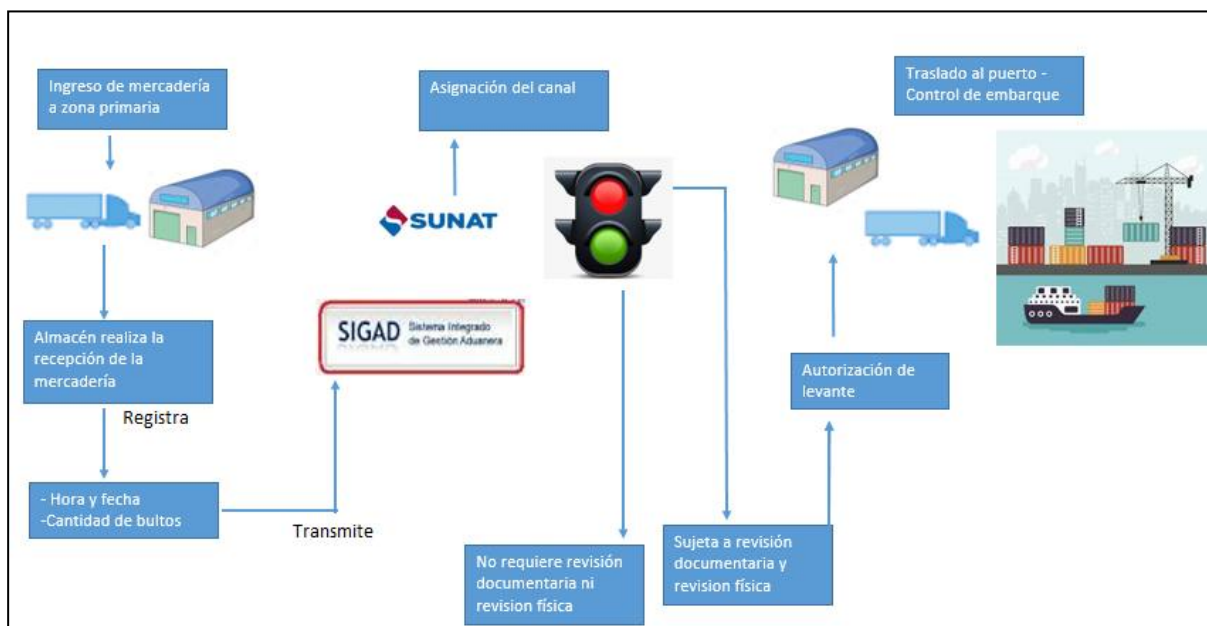 Ingreso de mercadería
a zona primaria
Almacén realiza la
recepción de la
mercadería
Registra
- Hora y fecha
-Cantidad de bultos
Transmite
SIGAD Sistema Integrado
de Gestión Aduanera
SUNAT
Asignación del canal
No requiere revisión
documentaria ni
revision física
Sujeta a revisión
documentaria y
revision física
Autorización de
levante
Traslado al puerto -
Control de embarque